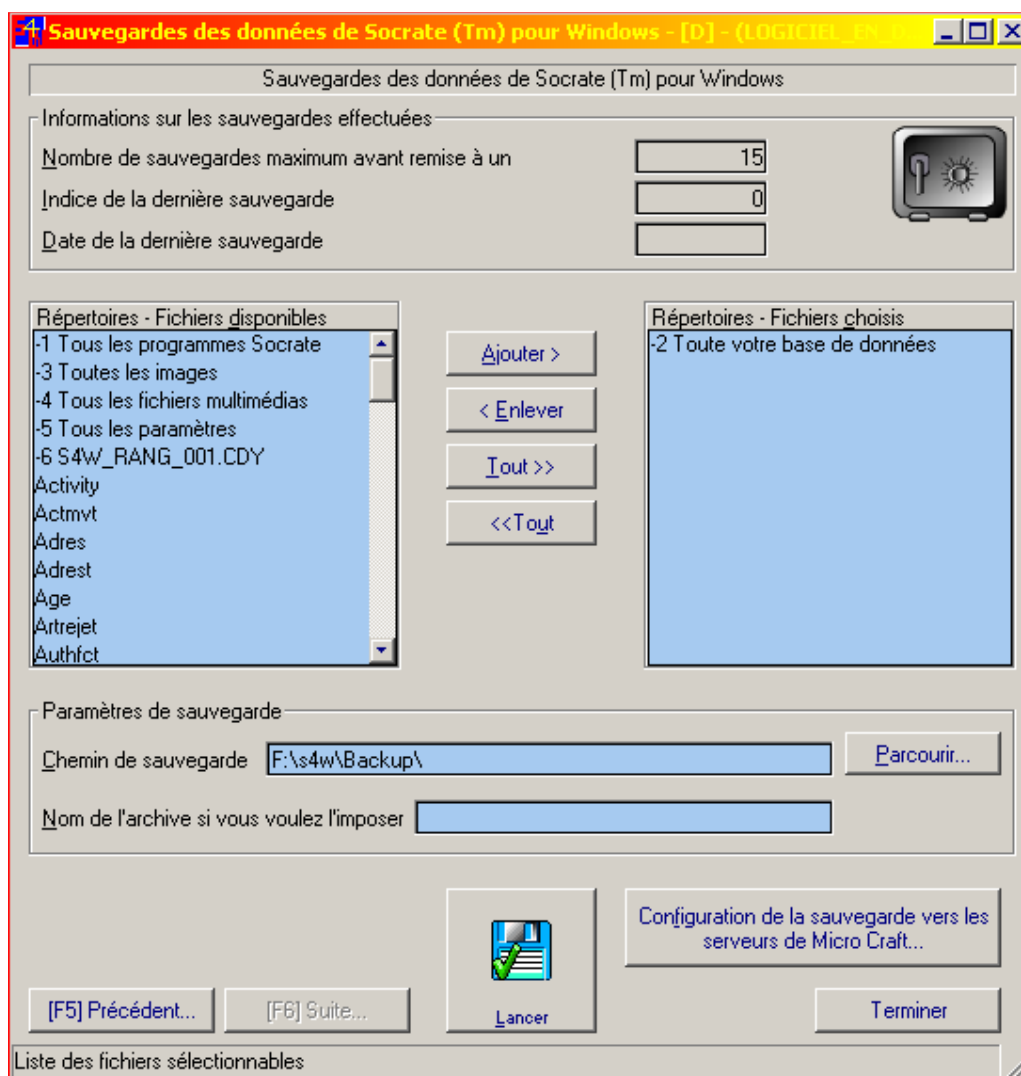 Sauvegardes des données de Socrate (Tm) pour Windows - [D] - (LOGICIEL_EN_D
Sauvegardes des données de Socrate (Tm) pour Windows
Informations sur les sauvegardes effectuées
Nombre de sauvegardes maximum avant remise à un 15
Indice de la dernière sauvegarde 0
Date de la dernière sauvegarde
Répertoires - Fichiers disponibles
-1 Tous les programmes Socrate
-3 Toutes les images
-4 Tous les fichiers multimédias
-5 Tous les paramètres
-6 S4W_RANG_001.CDY
Activity
Actmvt
Adres
Adrest
Age
Artrejet
Authfct
Ajouter >
< Enlever
Tout >>
<<Tout
Répertoires - Fichiers choisis
-2 Toute votre base de données
Paramètres de sauvegarde
Chemin de sauvegarde F:\s4w\Backup\
Parcourir...
Nom de l'archive si vous voulez l'imposer
Configuration de la sauvegarde vers les
serveurs de Micro Craft...
[F5] Précédent...
[F6] Suite...
Lancer
Terminer
Liste des fichiers sélectionnables